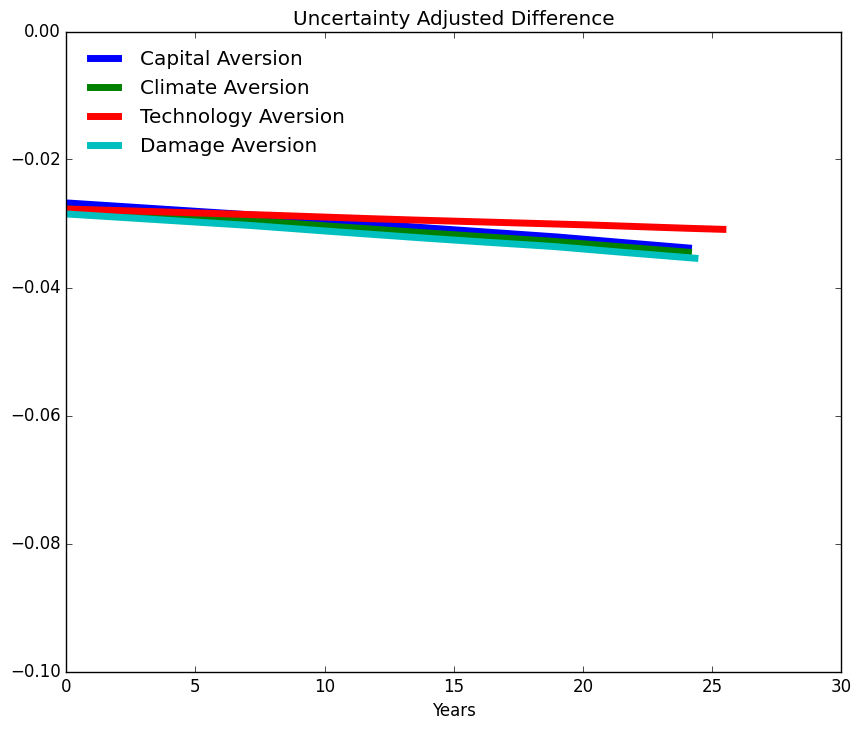 Uncertainty Adjusted Difference
0.00
Capital Aversion
Climate Aversion
Technology Aversion
Damage Aversion
−0.02
−0.04
−0.06
−0.08
−0.10
0 5 10 15 20 25 30
Years